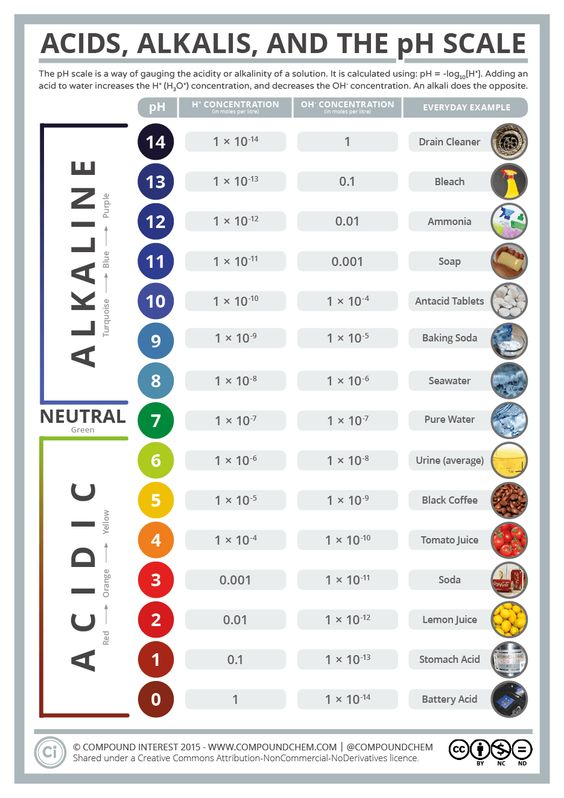 ACIDS, ALKALIS, AND THE pH SCALE
The pH scale is a way of gauging the acidity or alkalinity of a solution. It is calculated using: pH = -log₁₀[H⁺]. Adding an
acid to water increases the H⁺ (H₃O⁺) concentration, and decreases the OH⁻ concentration. An alkali does the opposite.
pH H⁺ CONCENTRATION (in moles per litre) OH⁻ CONCENTRATION (in moles per litre) EVERYDAY EXAMPLE
ALKALINE
Turquoise → Blue → Purple
14 1 × 10⁻¹⁴ 1 Drain Cleaner
13 1 × 10⁻¹³ 0.1 Bleach
12 1 × 10⁻¹² 0.01 Ammonia
11 1 × 10⁻¹¹ 0.001 Soap
10 1 × 10⁻¹⁰ 1 × 10⁻⁴ Antacid Tablets
9 1 × 10⁻⁹ 1 × 10⁻⁵ Baking Soda
8 1 × 10⁻⁸ 1 × 10⁻⁶ Seawater
NEUTRAL
Green
7 1 × 10⁻⁷ 1 × 10⁻⁷ Pure Water
ACIDIC
Red → Orange → Yellow
6 1 × 10⁻⁶ 1 × 10⁻⁸ Urine (average)
5 1 × 10⁻⁵ 1 × 10⁻⁹ Black Coffee
4 1 × 10⁻⁴ 1 × 10⁻¹⁰ Tomato Juice
3 0.001 1 × 10⁻¹¹ Soda
2 0.01 1 × 10⁻¹² Lemon Juice
1 0.1 1 × 10⁻¹³ Stomach Acid
0 1 1 × 10⁻¹⁴ Battery Acid
Ci © COMPOUND INTEREST 2015 - WWW.COMPOUNDCHEM.COM | @COMPOUNDCHEM
Shared under a Creative Commons Attribution-NonCommercial-NoDerivatives licence.
cc BY NC ND